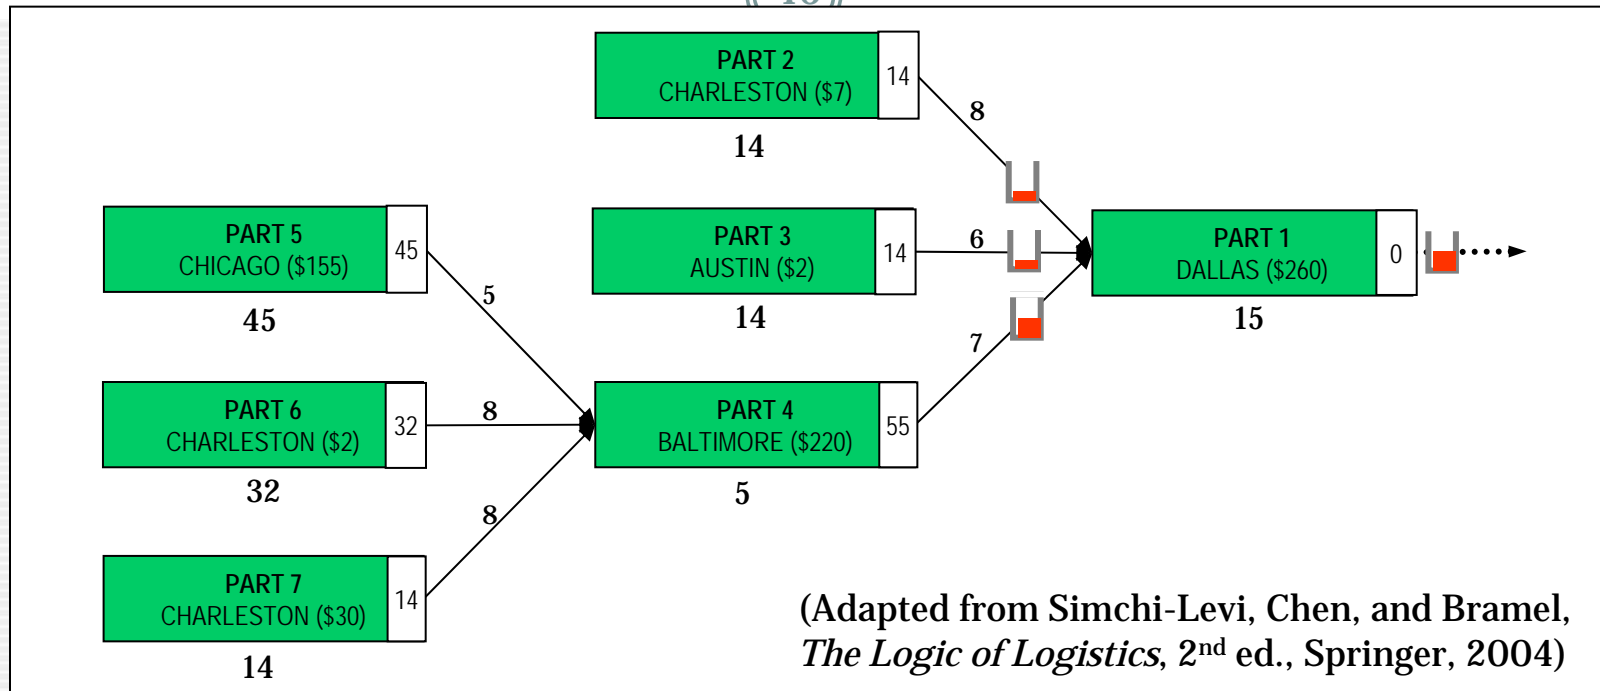 PART 2
CHARLESTON ($7)
14
14
8
PART 5
CHICAGO ($155)
45
45
5
PART 3
AUSTIN ($2)
14
14
6
PART 1
DALLAS ($260)
0
15
PART 6
CHARLESTON ($2)
32
32
8
PART 4
BALTIMORE ($220)
55
5
7
PART 7
CHARLESTON ($30)
14
14
8
(Adapted from Simchi-Levi, Chen, and Bramel,
The Logic of Logistics, 2nd ed., Springer, 2004)